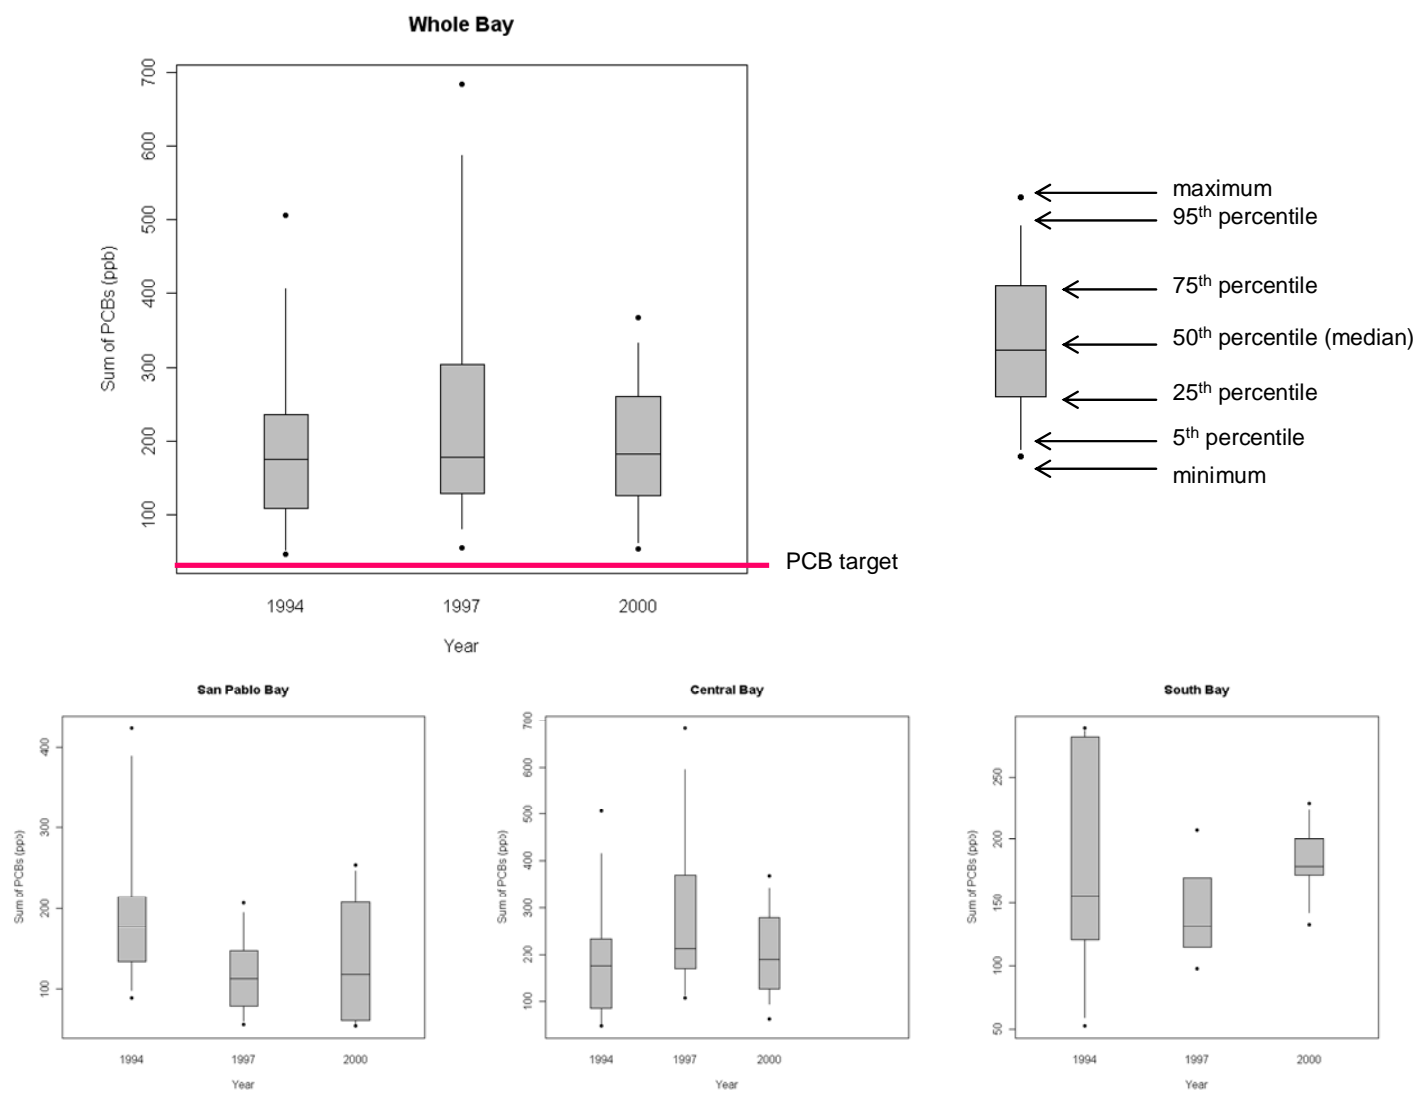 Whole Bay
Sum of PCBs (ppb)
700
600
500
400
300
200
100
1994 1997 2000
Year
PCB target
maximum
95th percentile
75th percentile
50th percentile (median)
25th percentile
5th percentile
minimum
San Pablo Bay
Sum of PCBs (ppb)
400
300
200
100
1994 1997 2000
Year
Central Bay
Sum of PCBs (ppb)
700
600
500
400
300
200
100
1994 1997 2000
Year
South Bay
Sum of PCBs (ppb)
250
200
150
100
50
1994 1997 2000
Year